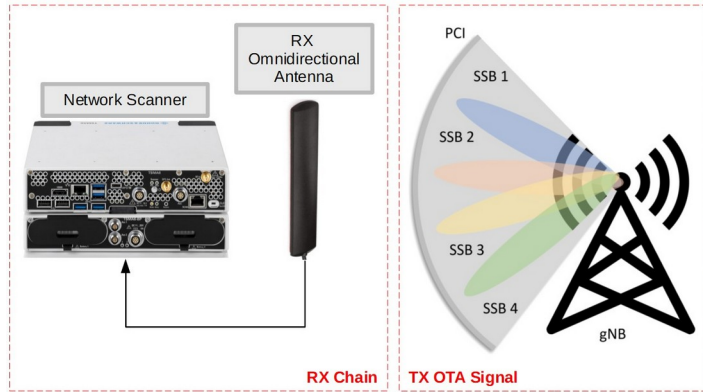 RX
Omnidirectional
Antenna
Network Scanner
RX Chain
PCI
SSB 1
SSB 2
SSB 3
SSB 4
gNB
TX OTA Signal